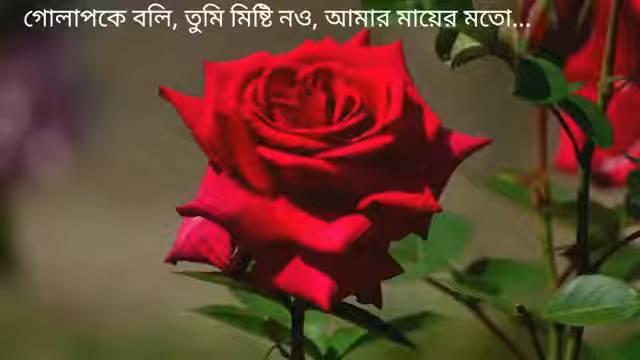 গোলাপকে বলি, তুমি মিষ্টি নও, আমার মায়ের মতো...